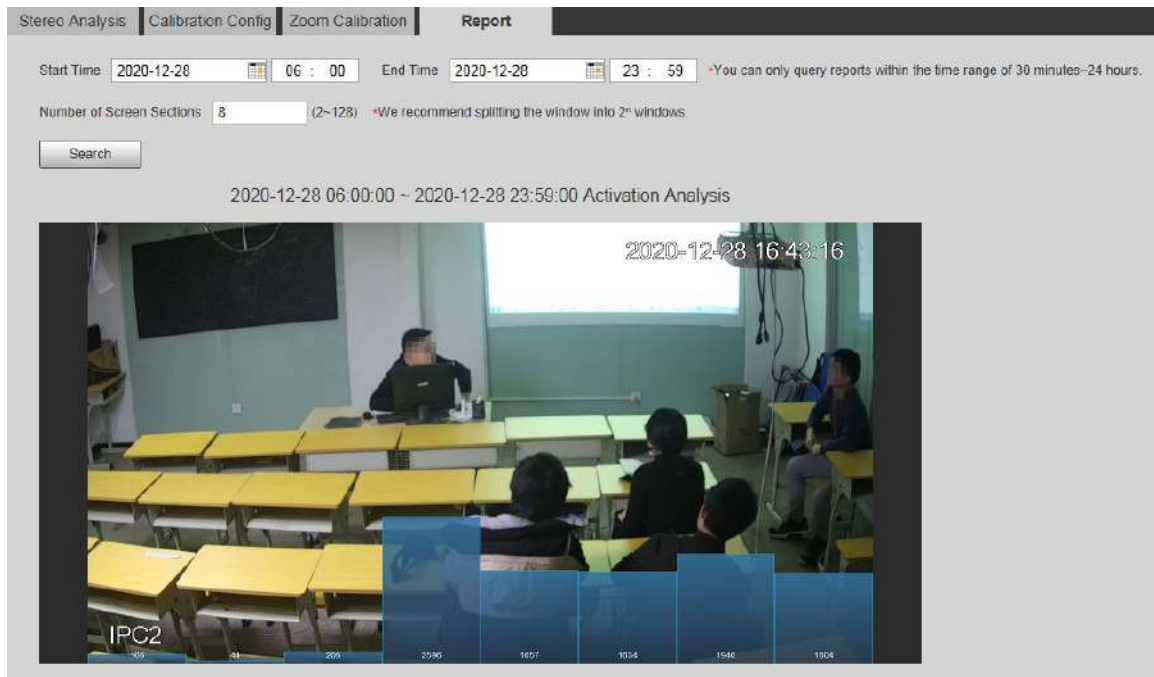 Stereo Analysis Calibration Config Zoom Calibration Report
Start Time 2020-12-28 06 : 00 End Time 2020-12-28 23 : 59 *You can only query reports within the time range of 30 minutes~24 hours.
Number of Screen Sections 8 (2~128) *We recommend splitting the window into 2ⁿ windows
Search
2020-12-28 06:00:00 ~ 2020-12-28 23:59:00 Activation Analysis
2020-12-28 16:43:16
IPC2
2596 1657 1634 1604